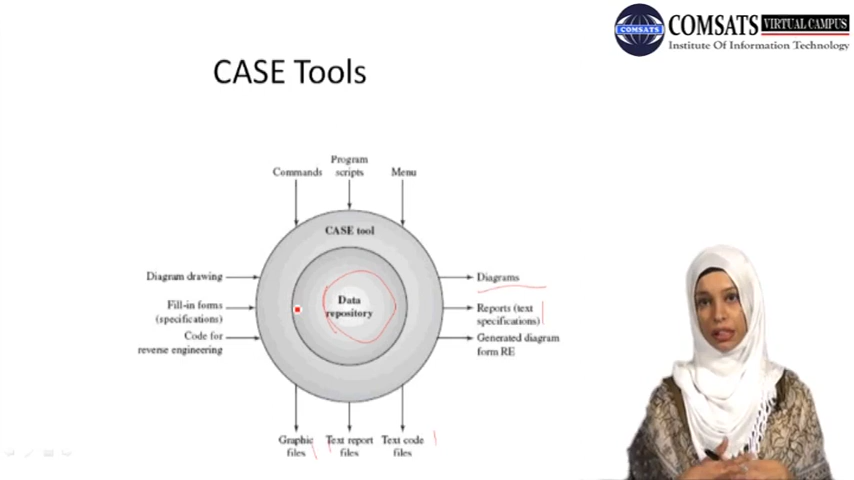 COMSATS
COMSATS VIRTUAL CAMPUS
Institute Of Information Technology
CASE Tools
Commands
Program
scripts
Menu
CASE tool
Diagram drawing
Fill-in forms
(specifications)
Code for
reverse engineering
Data
repository
Diagrams
Reports (text
specifications)
Generated diagram
form RE
Graphic
files
Text report
files
Text code
files